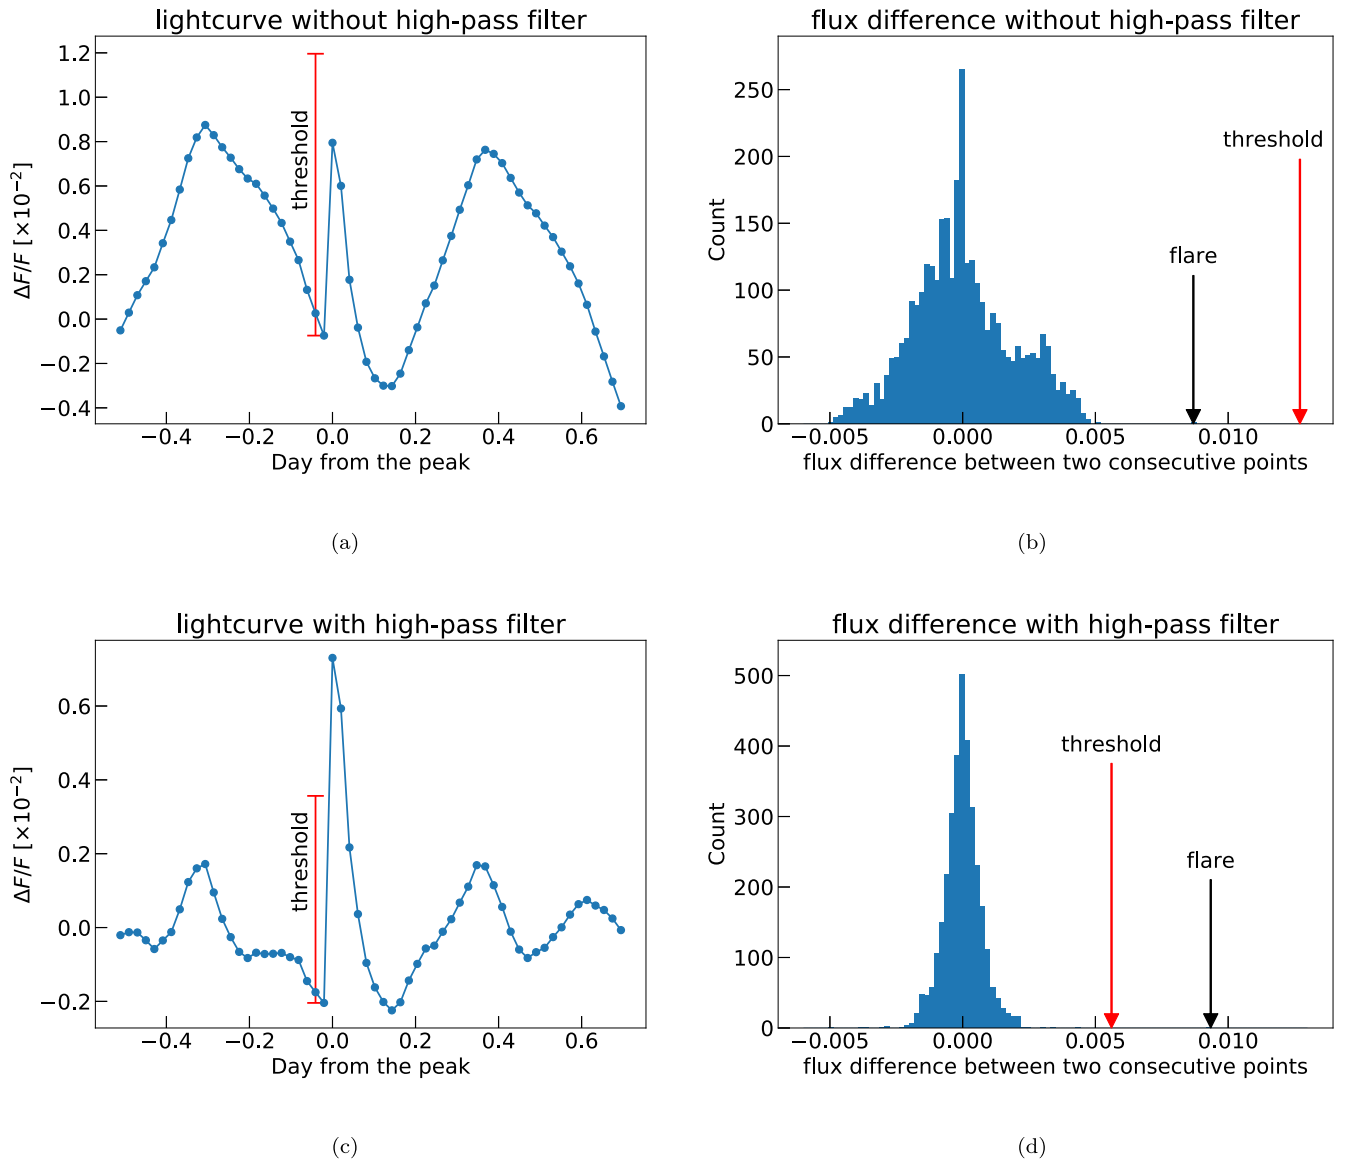 lightcurve without high-pass filter
1.2
1.0
0.8
0.6
0.4
0.2
0.0
−0.2
−0.4
ΔF/F [×10−2]
threshold
−0.4 −0.2 0.0 0.2 0.4 0.6
Day from the peak
(a)
flux difference without high-pass filter
250
200
150
100
50
0
Count
threshold
flare
−0.005 0.000 0.005 0.010
flux difference between two consecutive points
(b)
lightcurve with high-pass filter
0.6
0.4
0.2
0.0
−0.2
ΔF/F [×10−2]
threshold
−0.4 −0.2 0.0 0.2 0.4 0.6
Day from the peak
(c)
flux difference with high-pass filter
500
400
300
200
100
0
Count
threshold
flare
−0.005 0.000 0.005 0.010
flux difference between two consecutive points
(d)